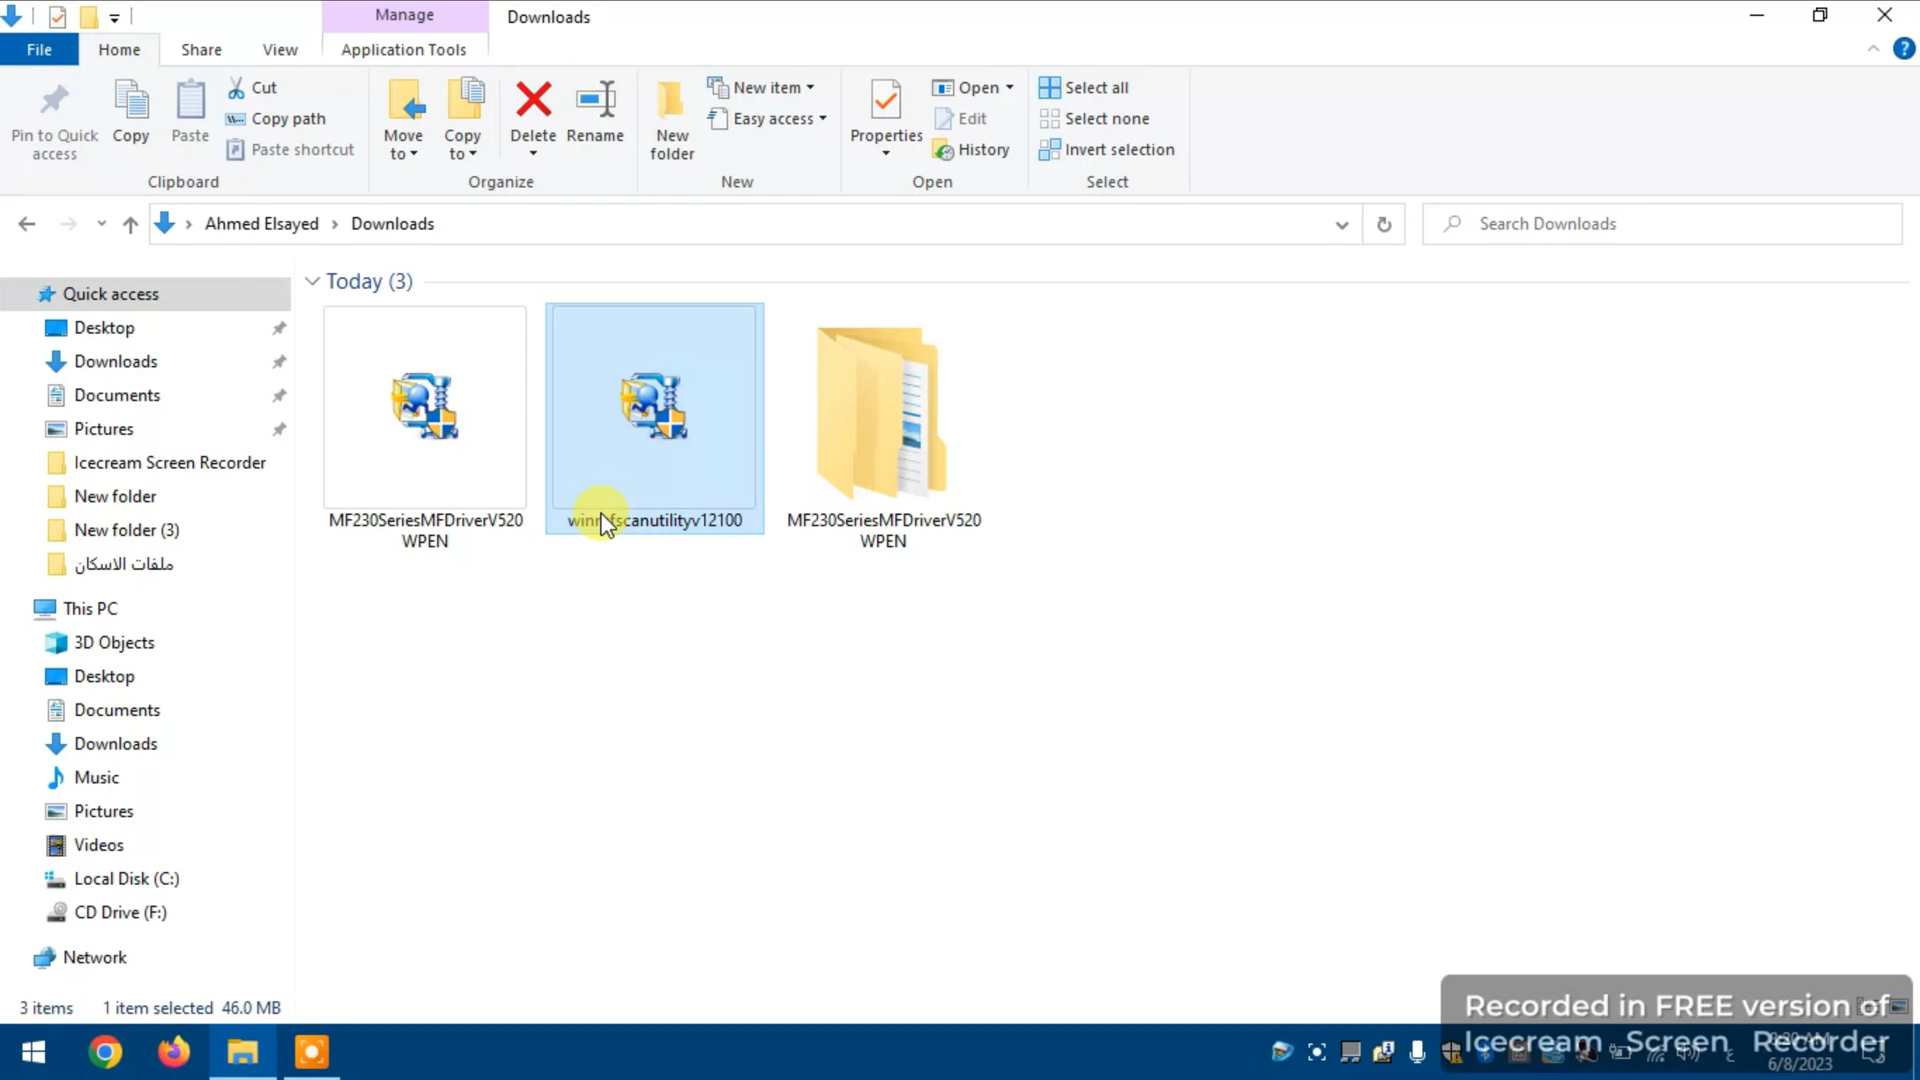 Manage
Downloads
File
Home
Share
View
Application Tools
Pin to Quick access
Copy
Paste
Cut
Copy path
Paste shortcut
Clipboard
Move to
Copy to
Delete
Rename
Organize
New folder
New item
Easy access
New
Properties
Open
Edit
History
Open
Select all
Select none
Invert selection
Select
Ahmed Elsayed
Downloads
Search Downloads
Quick access
Desktop
Downloads
Documents
Pictures
Icecream Screen Recorder
New folder
New folder (3)
ملفات الاسكان
This PC
3D Objects
Desktop
Documents
Downloads
Music
Pictures
Videos
Local Disk (C:)
CD Drive (F:)
Network
Today (3)
MF230SeriesMFDriverV520
WPEN
MF230SeriesMFDriverV520
WPEN
3 items
1 item selected 46.0 MB
Recorded in FREE version of
Icecream Screen Recorder
6/8/2023